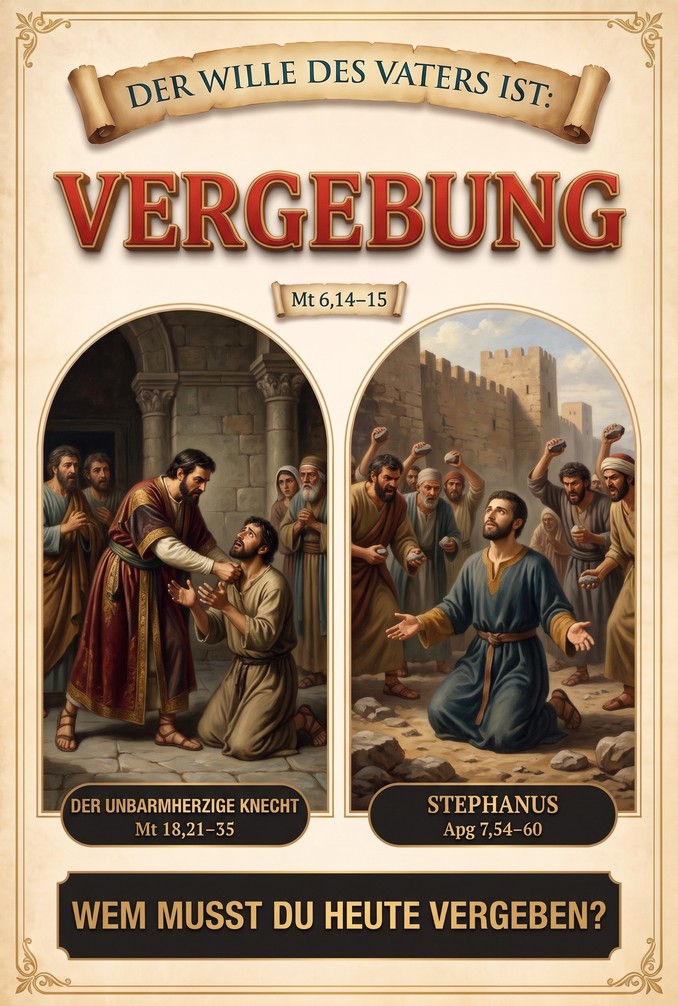 DER WILLE DES VATERS IST:
VERGEBUNG
Mt 6,14–15
DER UNBARMHERZIGE KNECHT
Mt 18,21–35
STEPHANUS
Apg 7,54–60
WEM MUSST DU HEUTE VERGEBEN?